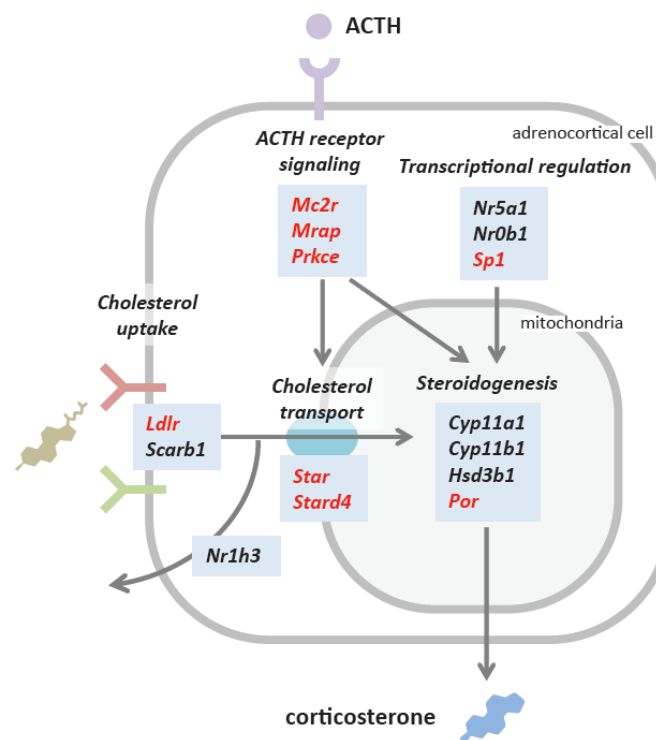 ACTH
adrenocortical cell
ACTH receptor
signaling
Mc2r
Mrap
Prkce
Transcriptional regulation
Nr5a1
Nr0b1
Sp1
Cholesterol
uptake
mitochondria
Ldlr
Scarb1
Cholesterol
transport
Star
Stard4
Steroidogenesis
Cyp11a1
Cyp11b1
Hsd3b1
Por
Nr1h3
corticosterone